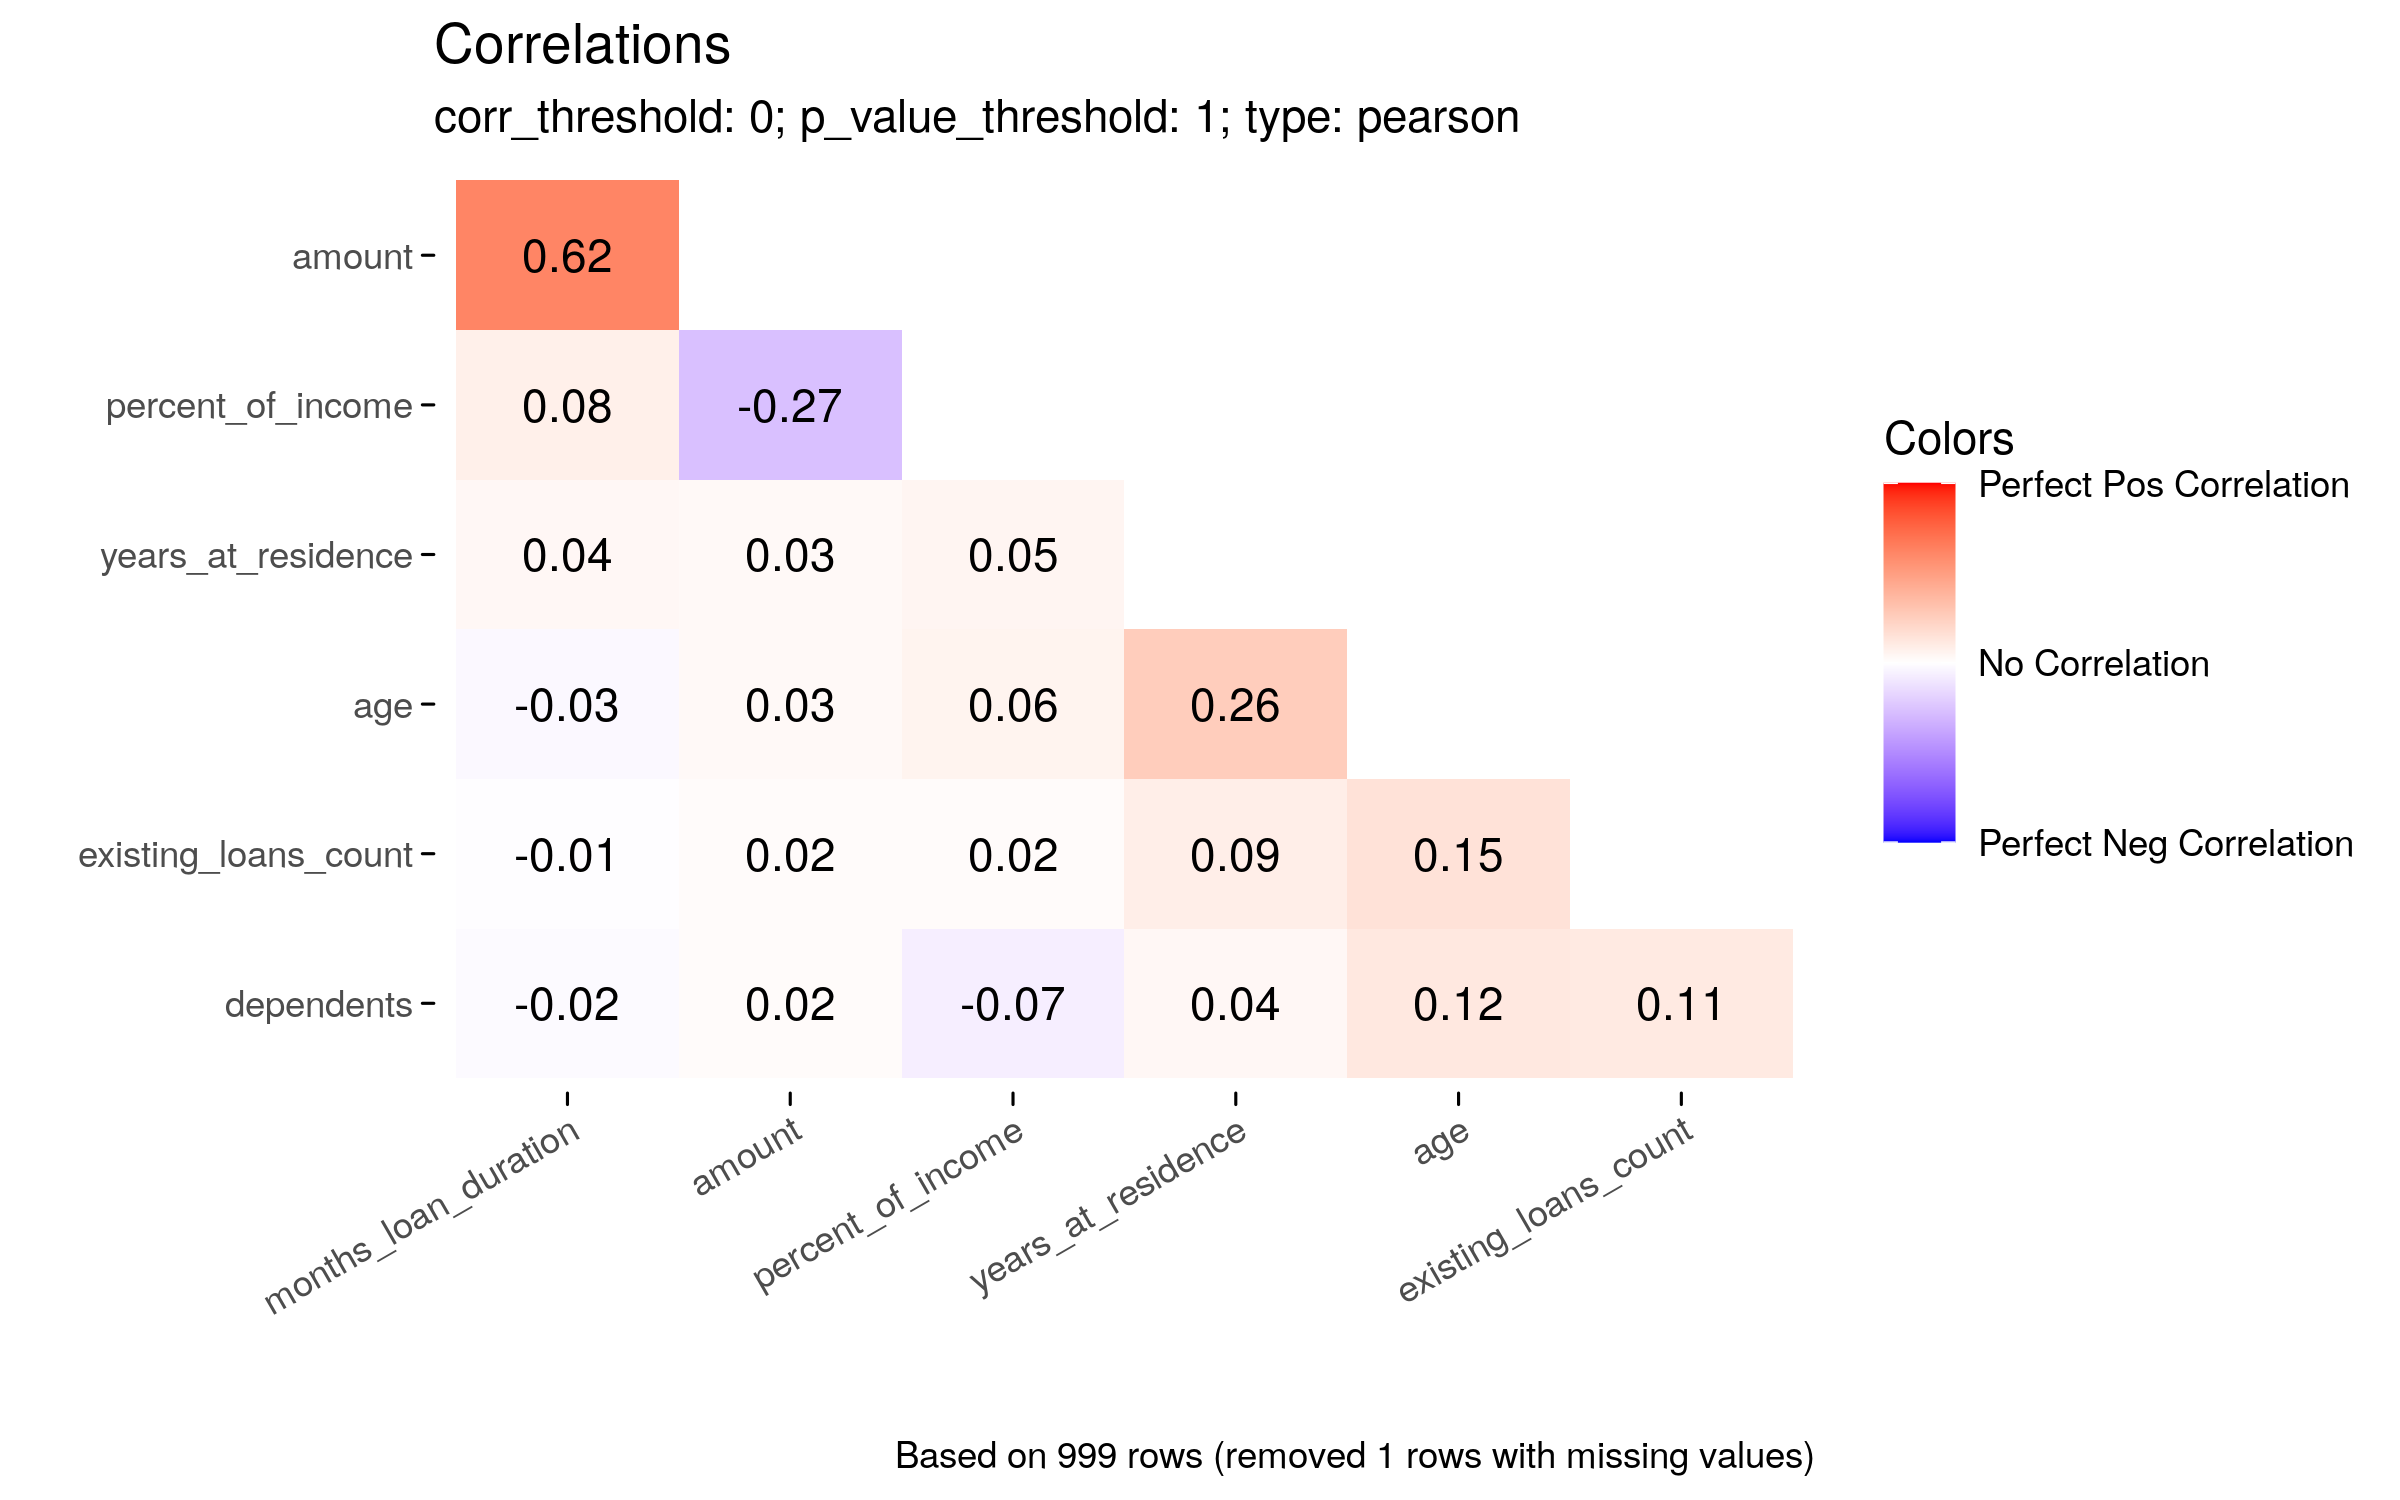 Correlations
corr_threshold: 0; p_value_threshold: 1; type: pearson
amount 0.62
percent_of_income 0.08 -0.27
years_at_residence 0.04 0.03 0.05
age -0.03 0.03 0.06 0.26
existing_loans_count -0.01 0.02 0.02 0.09 0.15
dependents -0.02 0.02 -0.07 0.04 0.12 0.11
months_loan_duration
amount
percent_of_income
years_at_residence
age
existing_loans_count
Colors
Perfect Pos Correlation
No Correlation
Perfect Neg Correlation
Based on 999 rows (removed 1 rows with missing values)